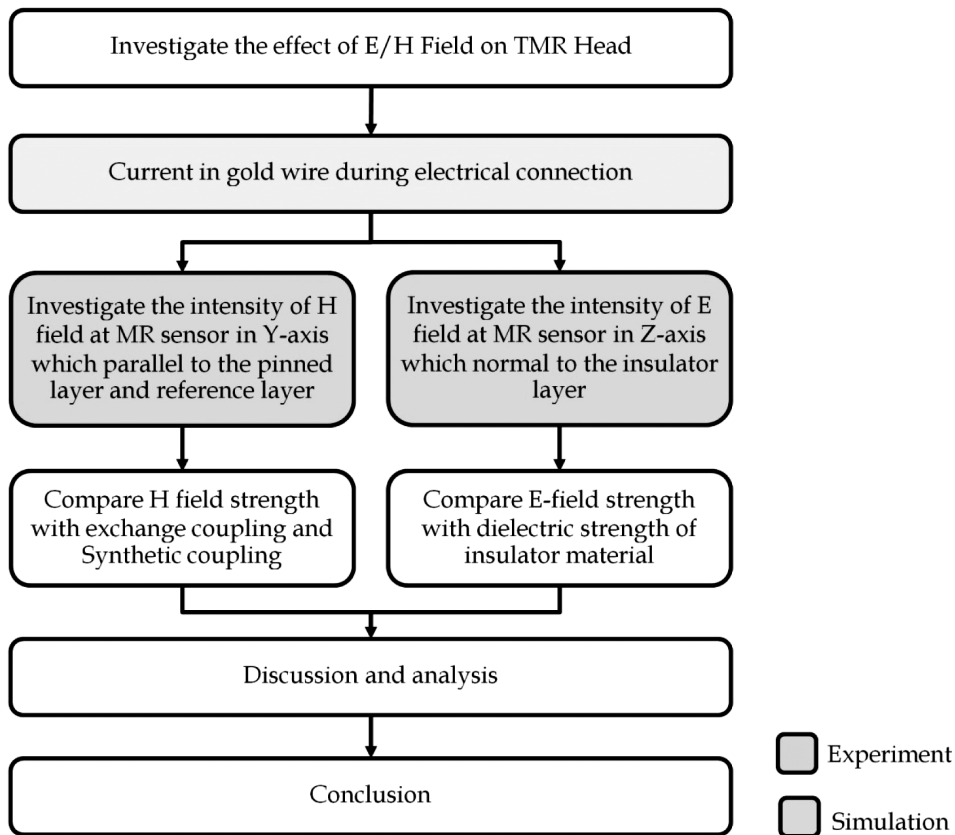 Investigate the effect of E/H Field on TMR Head
Current in gold wire during electrical connection
Investigate the intensity of H
field at MR sensor in Y-axis
which parallel to the pinned
layer and reference layer
Investigate the intensity of E
field at MR sensor in Z-axis
which normal to the insulator
layer
Compare H field strength
with exchange coupling and
Synthetic coupling
Compare E-field strength
with dielectric strength of
insulator material
Discussion and analysis
Conclusion
Experiment
Simulation